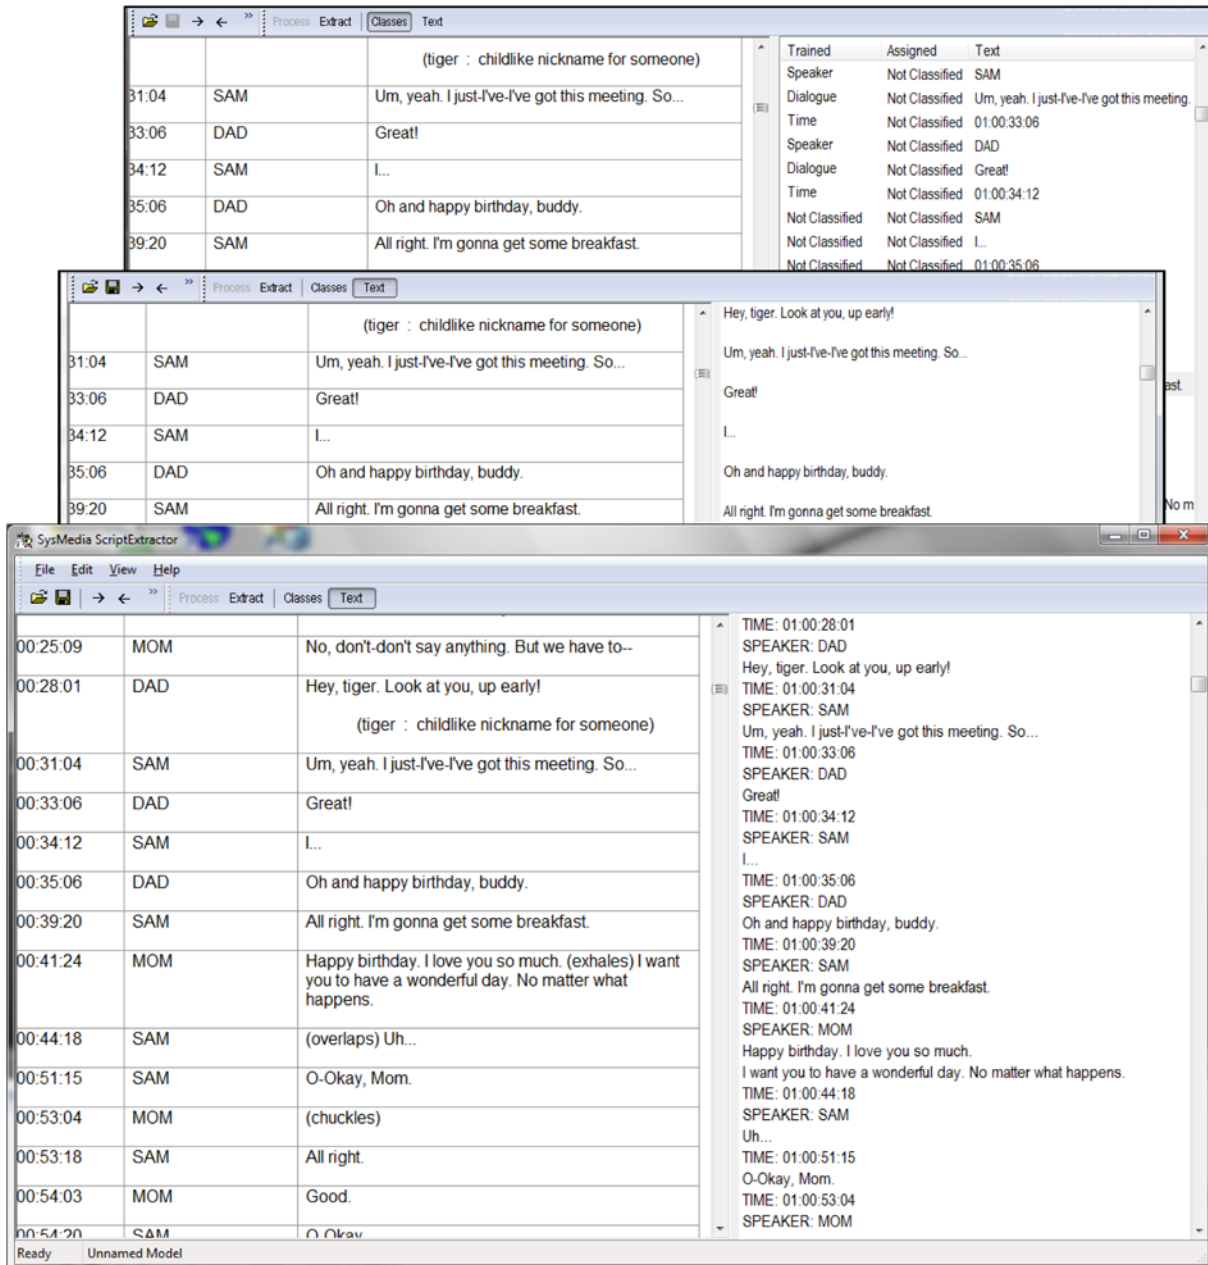 Process Extract Classes Text
(tiger : childlike nickname for someone)
31:04 SAM Um, yeah. I just-I've-I've got this meeting. So...
33:06 DAD Great!
34:12 SAM I...
35:06 DAD Oh and happy birthday, buddy.
39:20 SAM All right. I'm gonna get some breakfast.
Trained Assigned Text
Speaker Not Classified SAM
Dialogue Not Classified Um, yeah. I just-I've-I've got this meeting.
Time Not Classified 01:00:33:06
Speaker Not Classified DAD
Dialogue Not Classified Great!
Time Not Classified 01:00:34:12
Not Classified Not Classified SAM
Not Classified Not Classified I...
Not Classified Not Classified 01:00:35:06
Process Extract Classes Text
(tiger : childlike nickname for someone)
31:04 SAM Um, yeah. I just-I've-I've got this meeting. So...
33:06 DAD Great!
34:12 SAM I...
35:06 DAD Oh and happy birthday, buddy.
39:20 SAM All right. I'm gonna get some breakfast.
Hey, tiger. Look at you, up early!
Um, yeah. I just-I've-I've got this meeting. So...
Great!
I...
Oh and happy birthday, buddy.
All right. I'm gonna get some breakfast.
ast.
No m
SysMedia ScriptExtractor
File Edit View Help
Process Extract Classes Text
00:25:09 MOM No, don't-don't say anything. But we have to--
00:28:01 DAD Hey, tiger. Look at you, up early!
(tiger : childlike nickname for someone)
00:31:04 SAM Um, yeah. I just-I've-I've got this meeting. So...
00:33:06 DAD Great!
00:34:12 SAM I...
00:35:06 DAD Oh and happy birthday, buddy.
00:39:20 SAM All right. I'm gonna get some breakfast.
00:41:24 MOM Happy birthday. I love you so much. (exhales) I want
you to have a wonderful day. No matter what
happens.
00:44:18 SAM (overlaps) Uh...
00:51:15 SAM O-Okay, Mom.
00:53:04 MOM (chuckles)
00:53:18 SAM All right.
00:54:03 MOM Good.
00:54:20 SAM O Okay
TIME: 01:00:28:01
SPEAKER: DAD
Hey, tiger. Look at you, up early!
TIME: 01:00:31:04
SPEAKER: SAM
Um, yeah. I just-I've-I've got this meeting. So...
TIME: 01:00:33:06
SPEAKER: DAD
Great!
TIME: 01:00:34:12
SPEAKER: SAM
I...
TIME: 01:00:35:06
SPEAKER: DAD
Oh and happy birthday, buddy.
TIME: 01:00:39:20
SPEAKER: SAM
All right. I'm gonna get some breakfast.
TIME: 01:00:41:24
SPEAKER: MOM
Happy birthday. I love you so much.
I want you to have a wonderful day. No matter what happens.
TIME: 01:00:44:18
SPEAKER: SAM
Uh...
TIME: 01:00:51:15
O-Okay, Mom.
TIME: 01:00:53:04
SPEAKER: MOM
Ready Unnamed Model